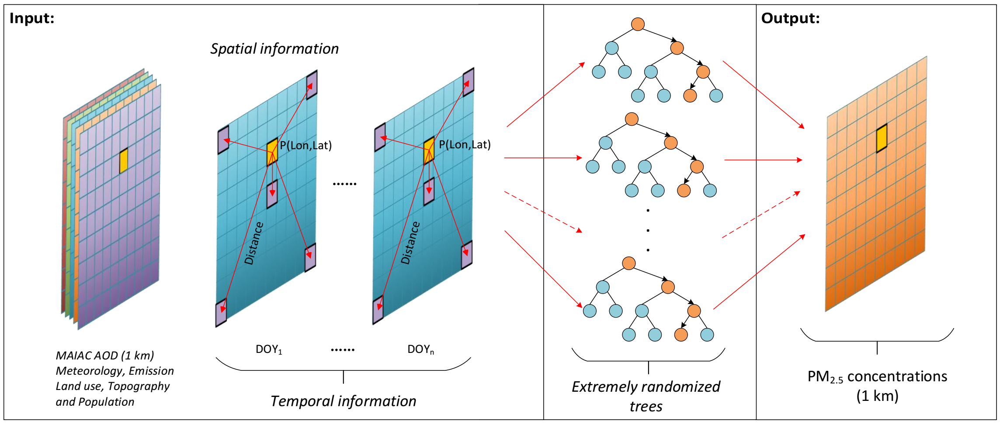 Input:
Spatial information
P(Lon,Lat)
P(Lon,Lat)
......
Distance
Distance
MAIAC AOD (1 km)
Meteorology, Emission
Land use, Topography
and Population
DOY₁
......
DOYₙ
Temporal information
Extremely randomized
trees
Output:
PM₂.₅ concentrations
(1 km)